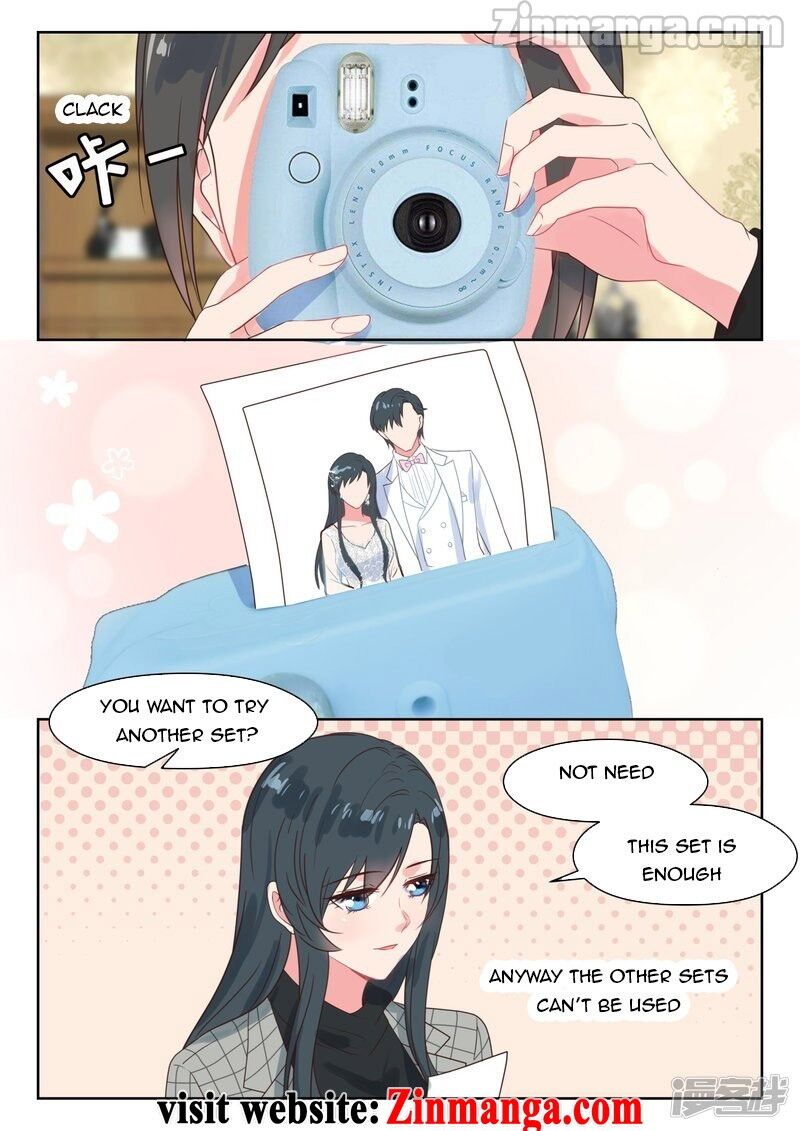 Zinmanga.com
CLACK
咔一
INSTAX LENS 60mm FOCUS RANGE 0.6m~∞
YOU WANT TO TRY
ANOTHER SET?
NOT NEED
THIS SET IS
ENOUGH
ANYWAY THE OTHER SETS
CAN'T BE USED
漫客栈
visit website: Zinmanga.com